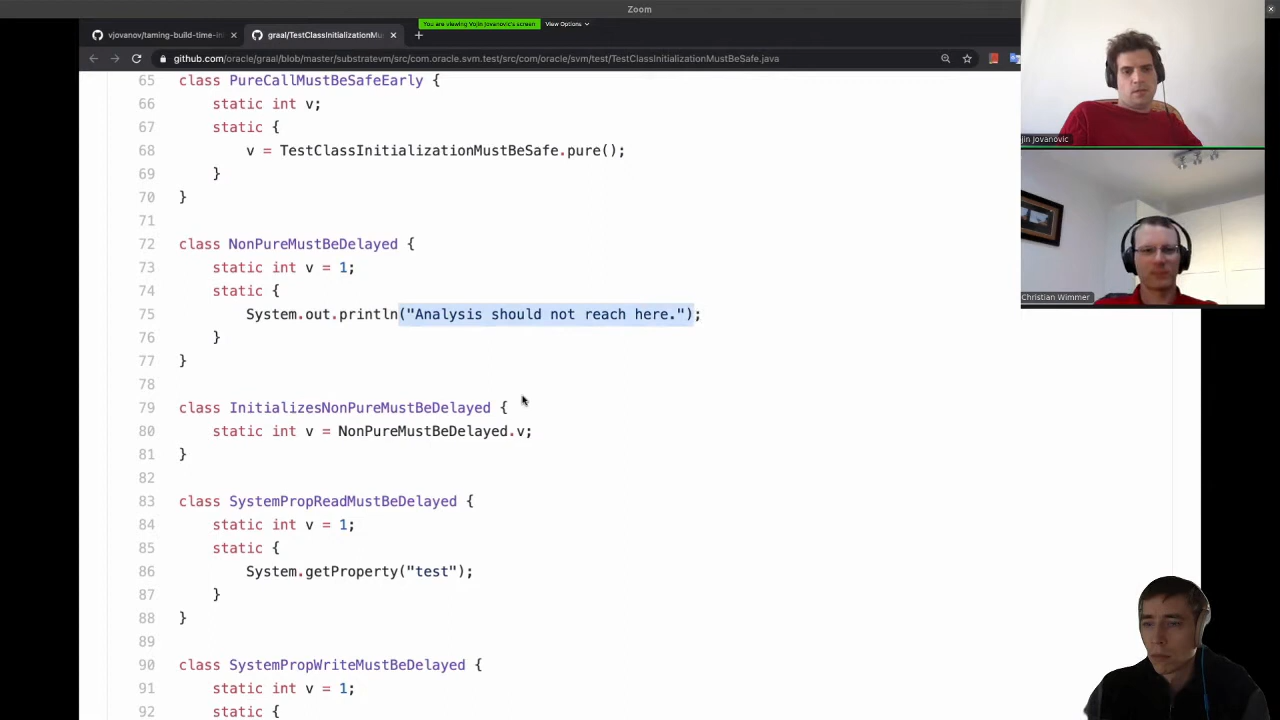 Zoom
You are viewing Vojin Jovanovic's screen
View Options
vjovanov/taming-build-time-in
graal/TestClassInitializationMu
github.com/oracle/graal/blob/master/substratevm/src/com.oracle.svm.test/src/com/oracle/svm/test/TestClassInitializationMustBeSafe.java
65 class PureCallMustBeSafeEarly {
66 static int v;
67 static {
68 v = TestClassInitializationMustBeSafe.pure();
69 }
70 }
71
72 class NonPureMustBeDelayed {
73 static int v = 1;
74 static {
75 System.out.println("Analysis should not reach here.");
76 }
77 }
78
79 class InitializesNonPureMustBeDelayed {
80 static int v = NonPureMustBeDelayed.v;
81 }
82
83 class SystemPropReadMustBeDelayed {
84 static int v = 1;
85 static {
86 System.getProperty("test");
87 }
88 }
89
90 class SystemPropWriteMustBeDelayed {
91 static int v = 1;
92 static {
jin Jovanovic
Christian Wimmer